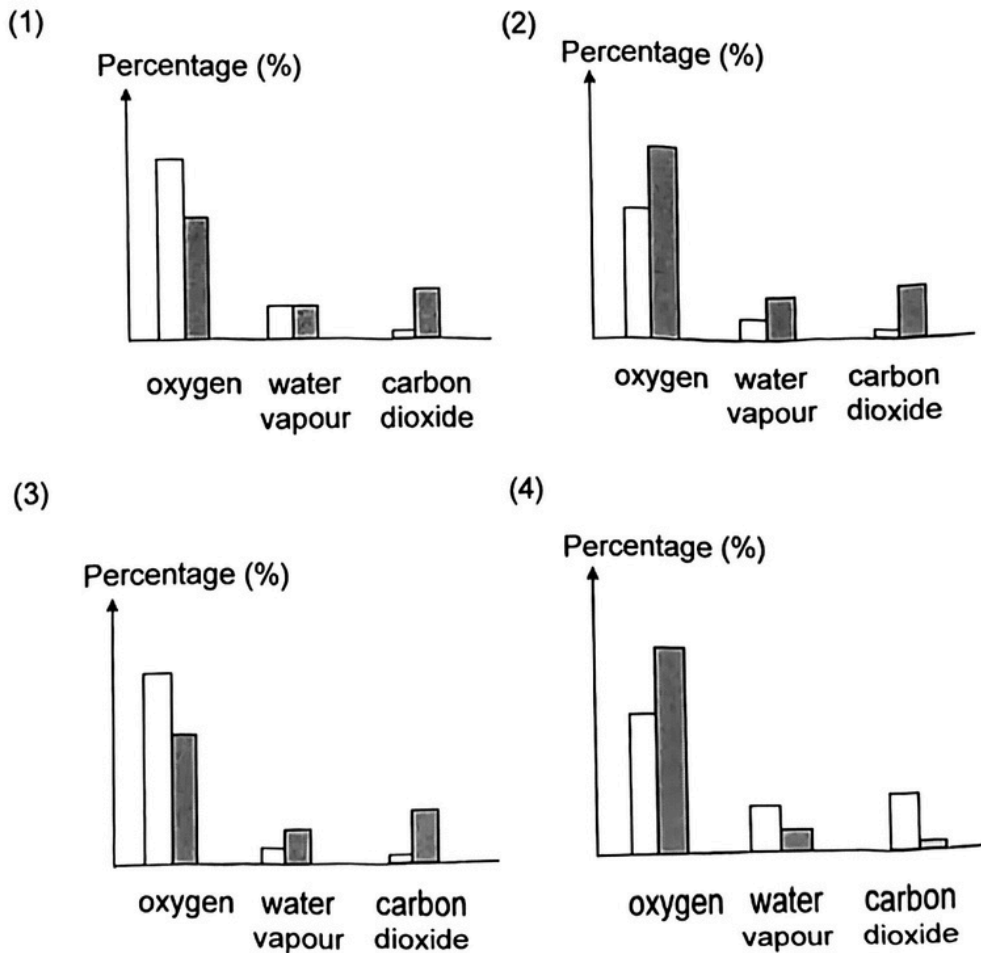 (1)
Percentage (%)
oxygen water carbon
vapour dioxide
(2)
Percentage (%)
oxygen water carbon
vapour dioxide
(3)
Percentage (%)
oxygen water carbon
vapour dioxide
(4)
Percentage (%)
oxygen water carbon
vapour dioxide